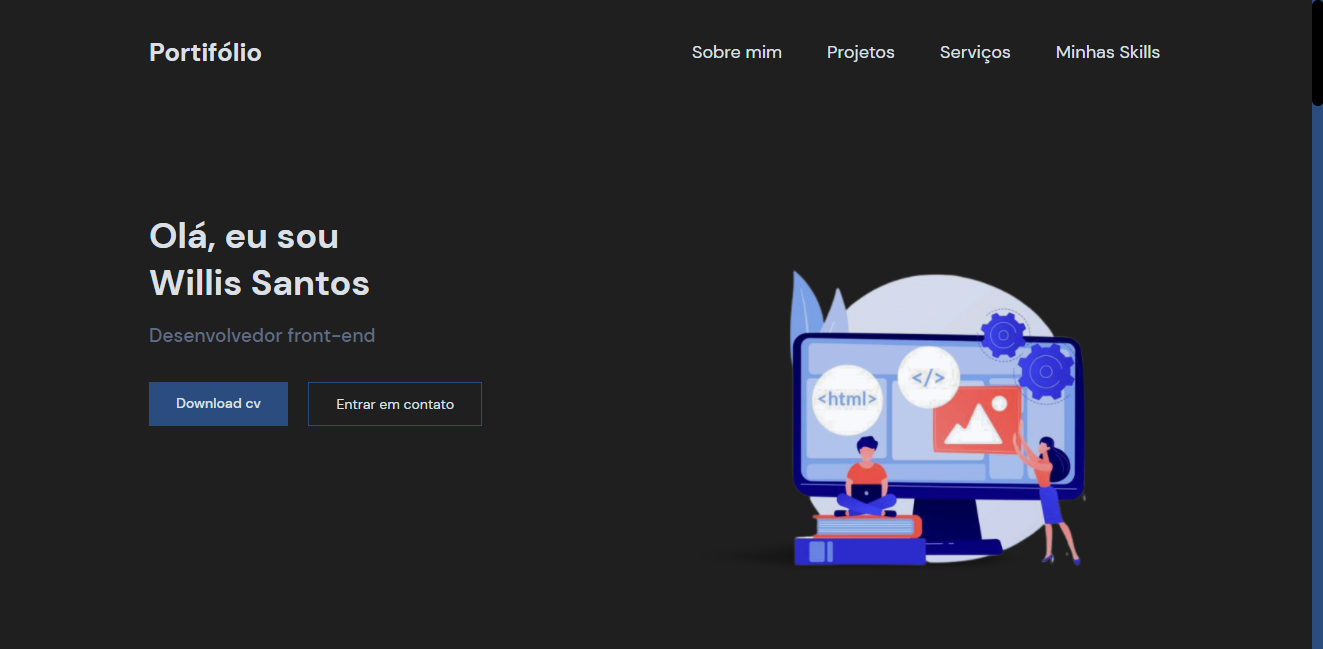 Portifólio
Sobre mim
Projetos
Serviços
Minhas Skills
Olá, eu sou
Willis Santos
Desenvolvedor front-end
Download cv
Entrar em contato
<html>
</>